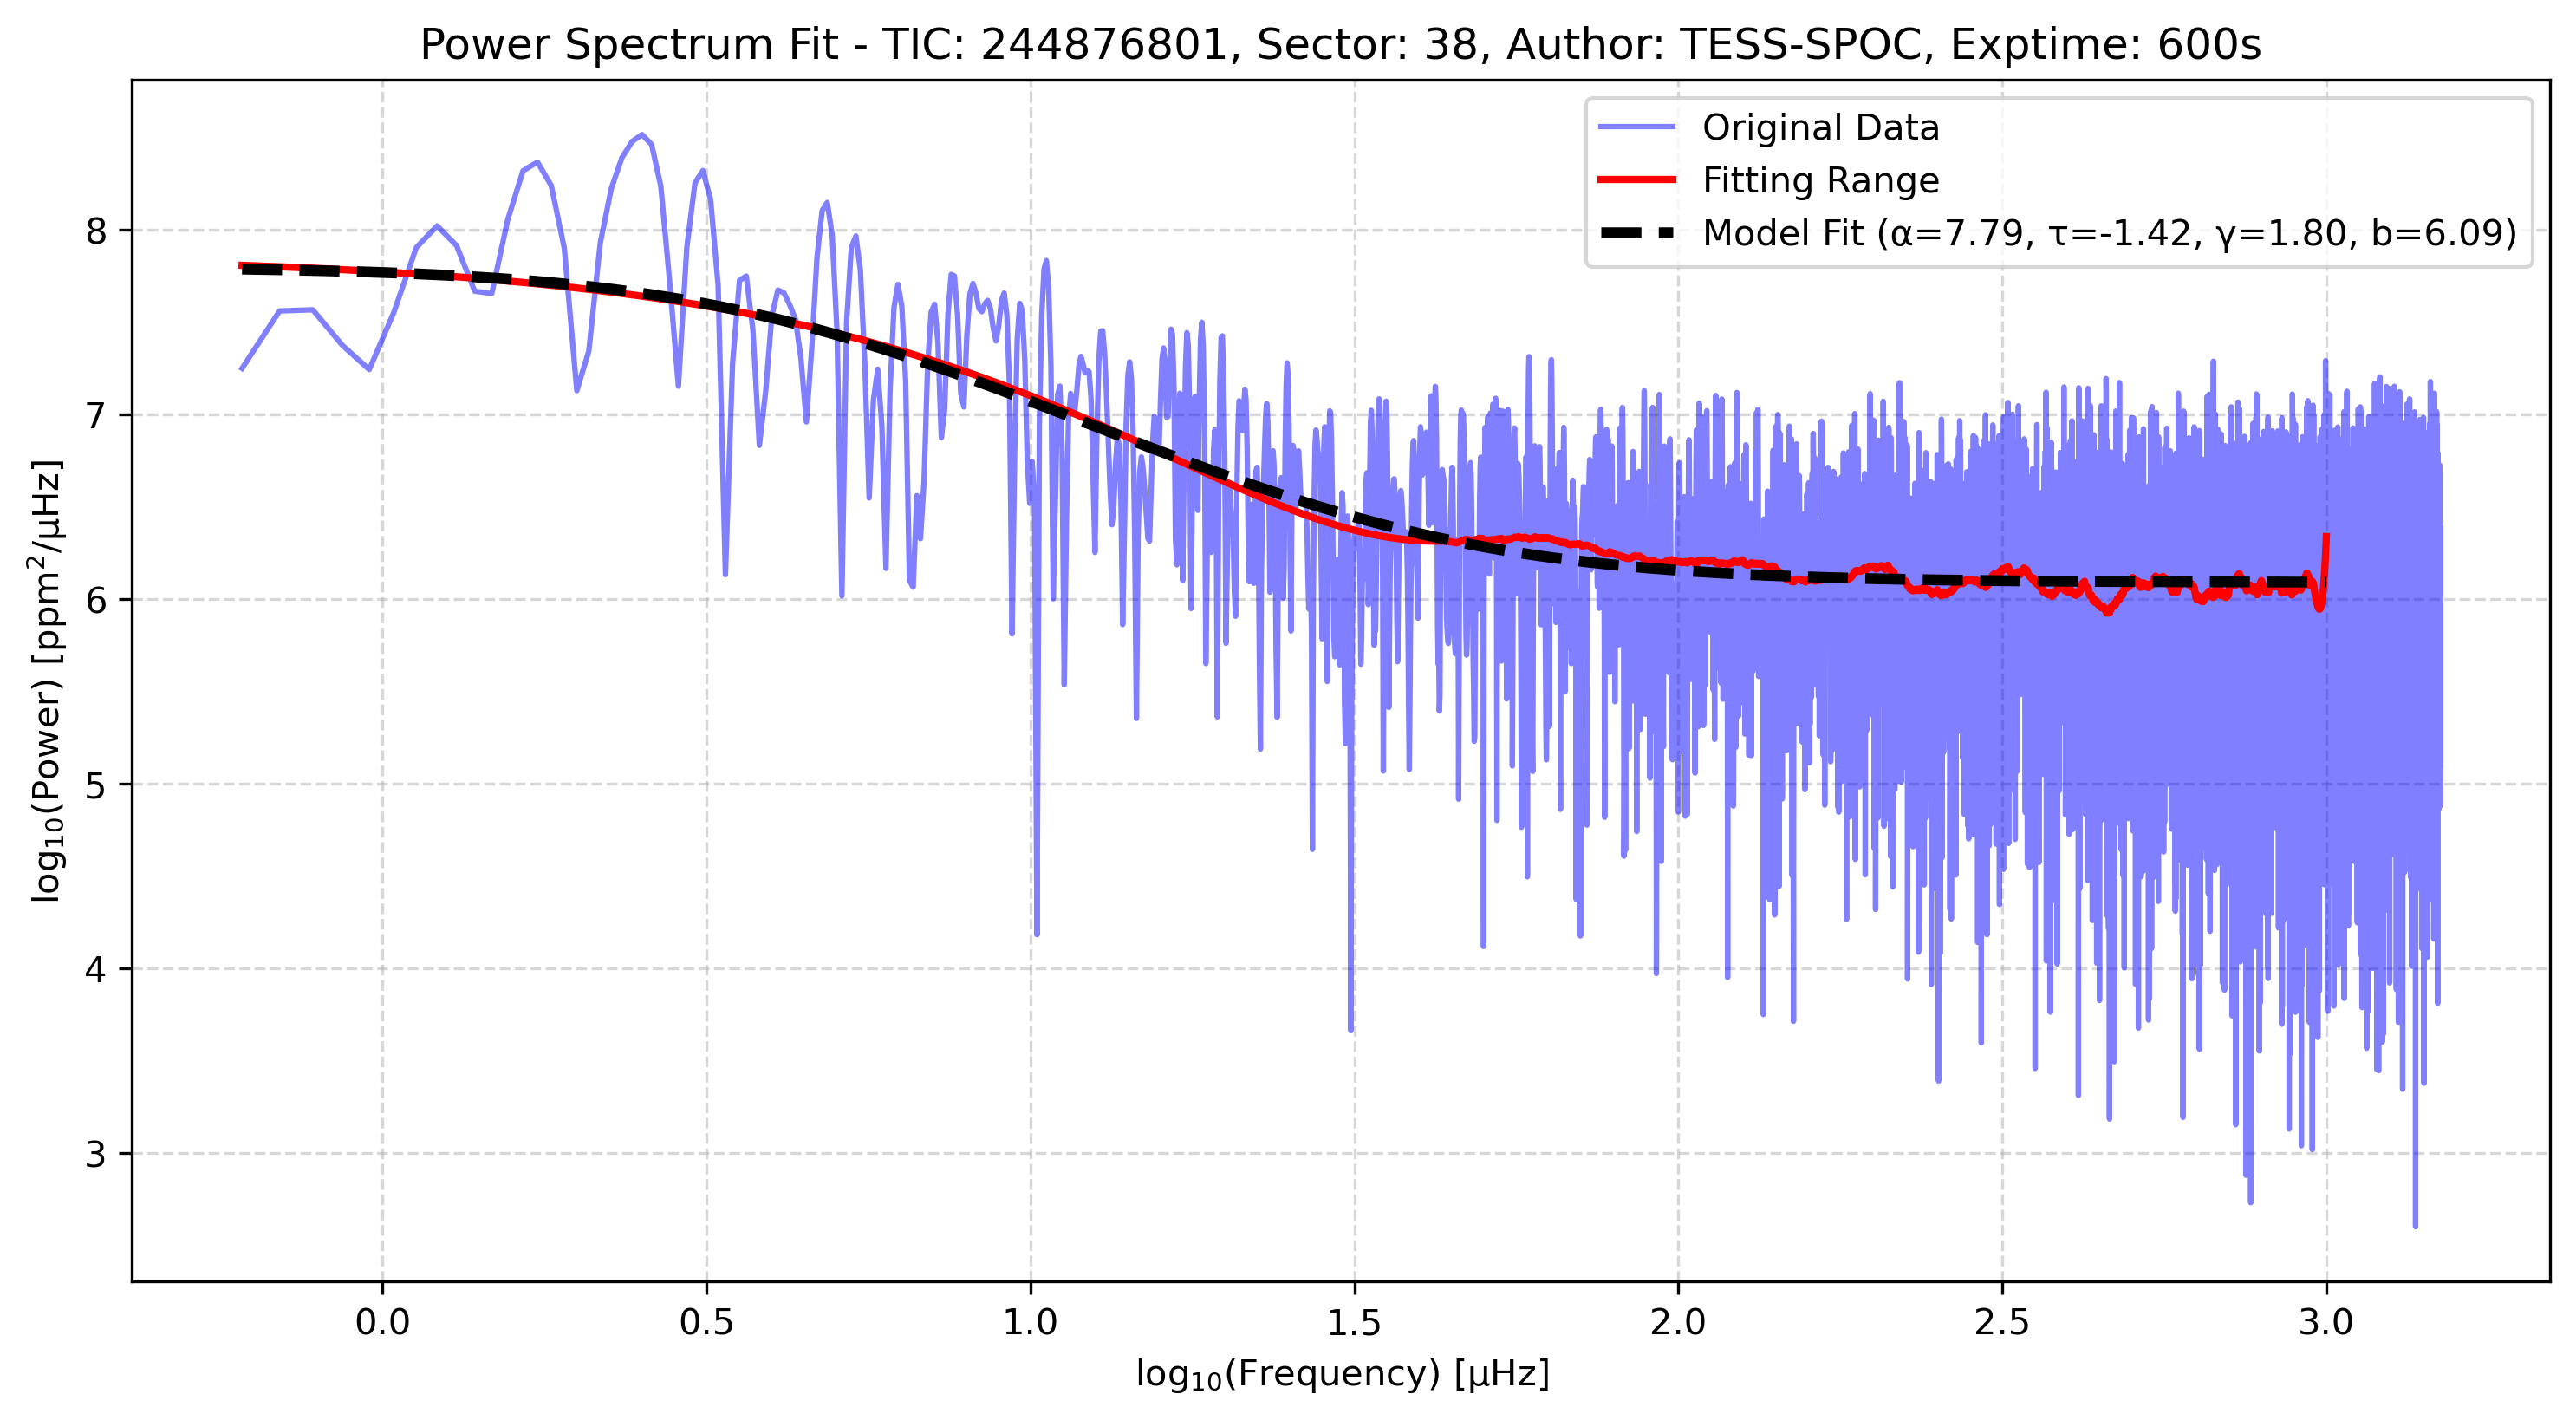 Power Spectrum Fit - TIC: 244876801, Sector: 38, Author: TESS-SPOC, Exptime: 600s
Original Data
Fitting Range
Model Fit (α=7.79, τ=-1.42, γ=1.80, b=6.09)
log₁₀(Power) [ppm²/μHz]
8
7
6
5
4
3
0.0 0.5 1.0 1.5 2.0 2.5 3.0
log₁₀(Frequency) [μHz]